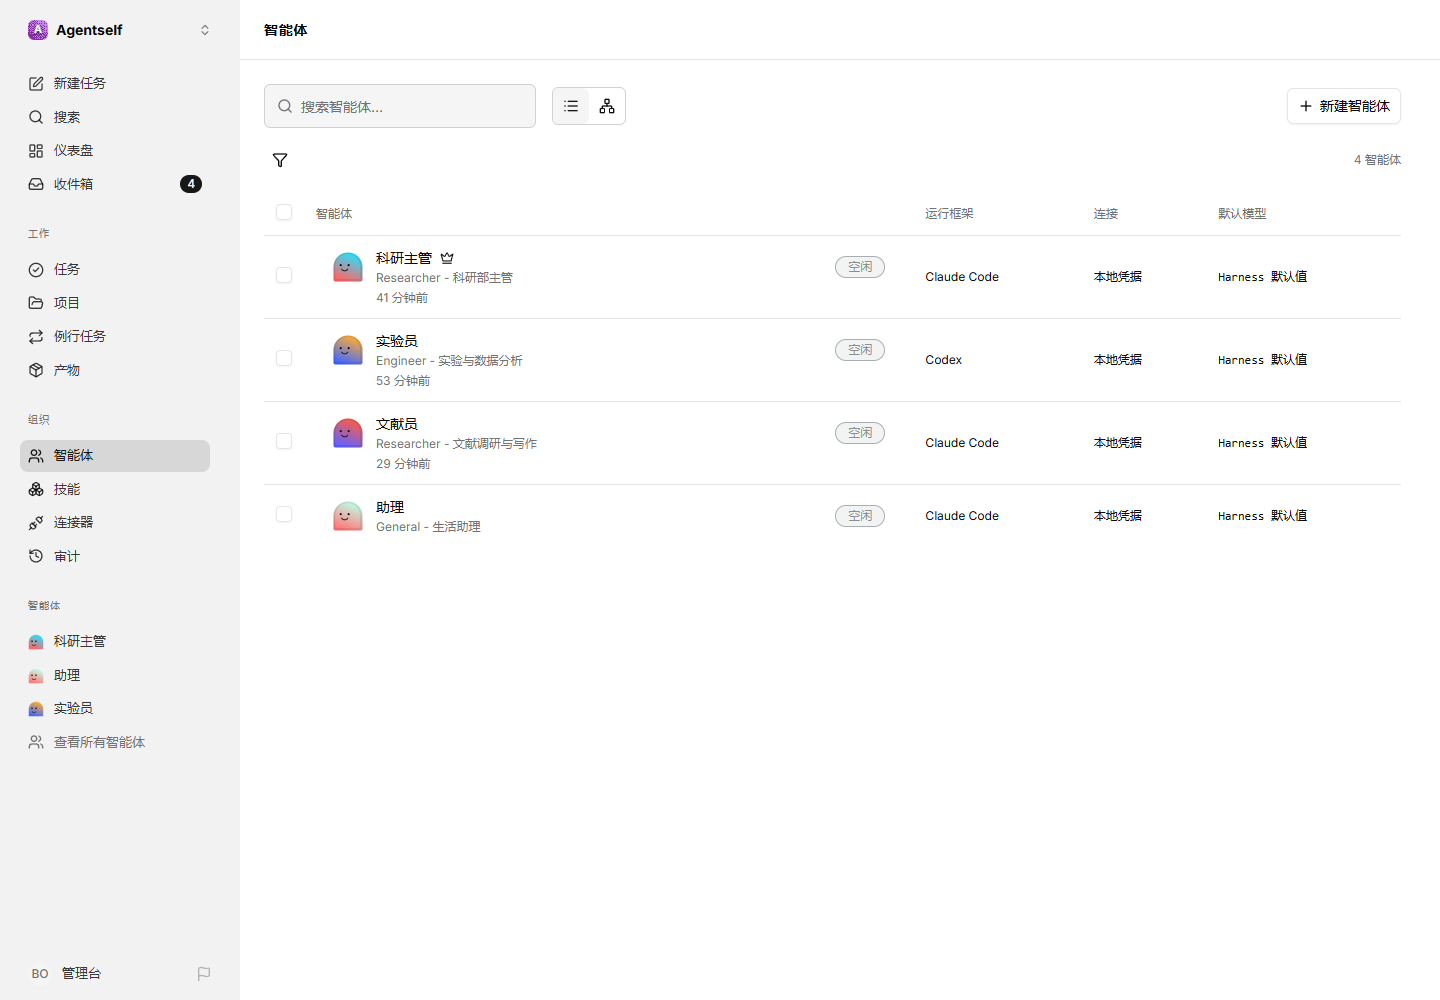 Agentself
新建任务
搜索
仪表盘
收件箱 4
工作
任务
项目
例行任务
产物
组织
智能体
技能
连接器
审计
智能体
科研主管
助理
实验员
查看所有智能体
BO 管理台
智能体
搜索智能体...
新建智能体
4 智能体
智能体 运行框架 连接 默认模型
科研主管
Researcher - 科研部主管
41 分钟前
空闲 Claude Code 本地凭据 Harness 默认值
实验员
Engineer - 实验与数据分析
53 分钟前
空闲 Codex 本地凭据 Harness 默认值
文献员
Researcher - 文献调研与写作
29 分钟前
空闲 Claude Code 本地凭据 Harness 默认值
助理
General - 生活助理
空闲 Claude Code 本地凭据 Harness 默认值